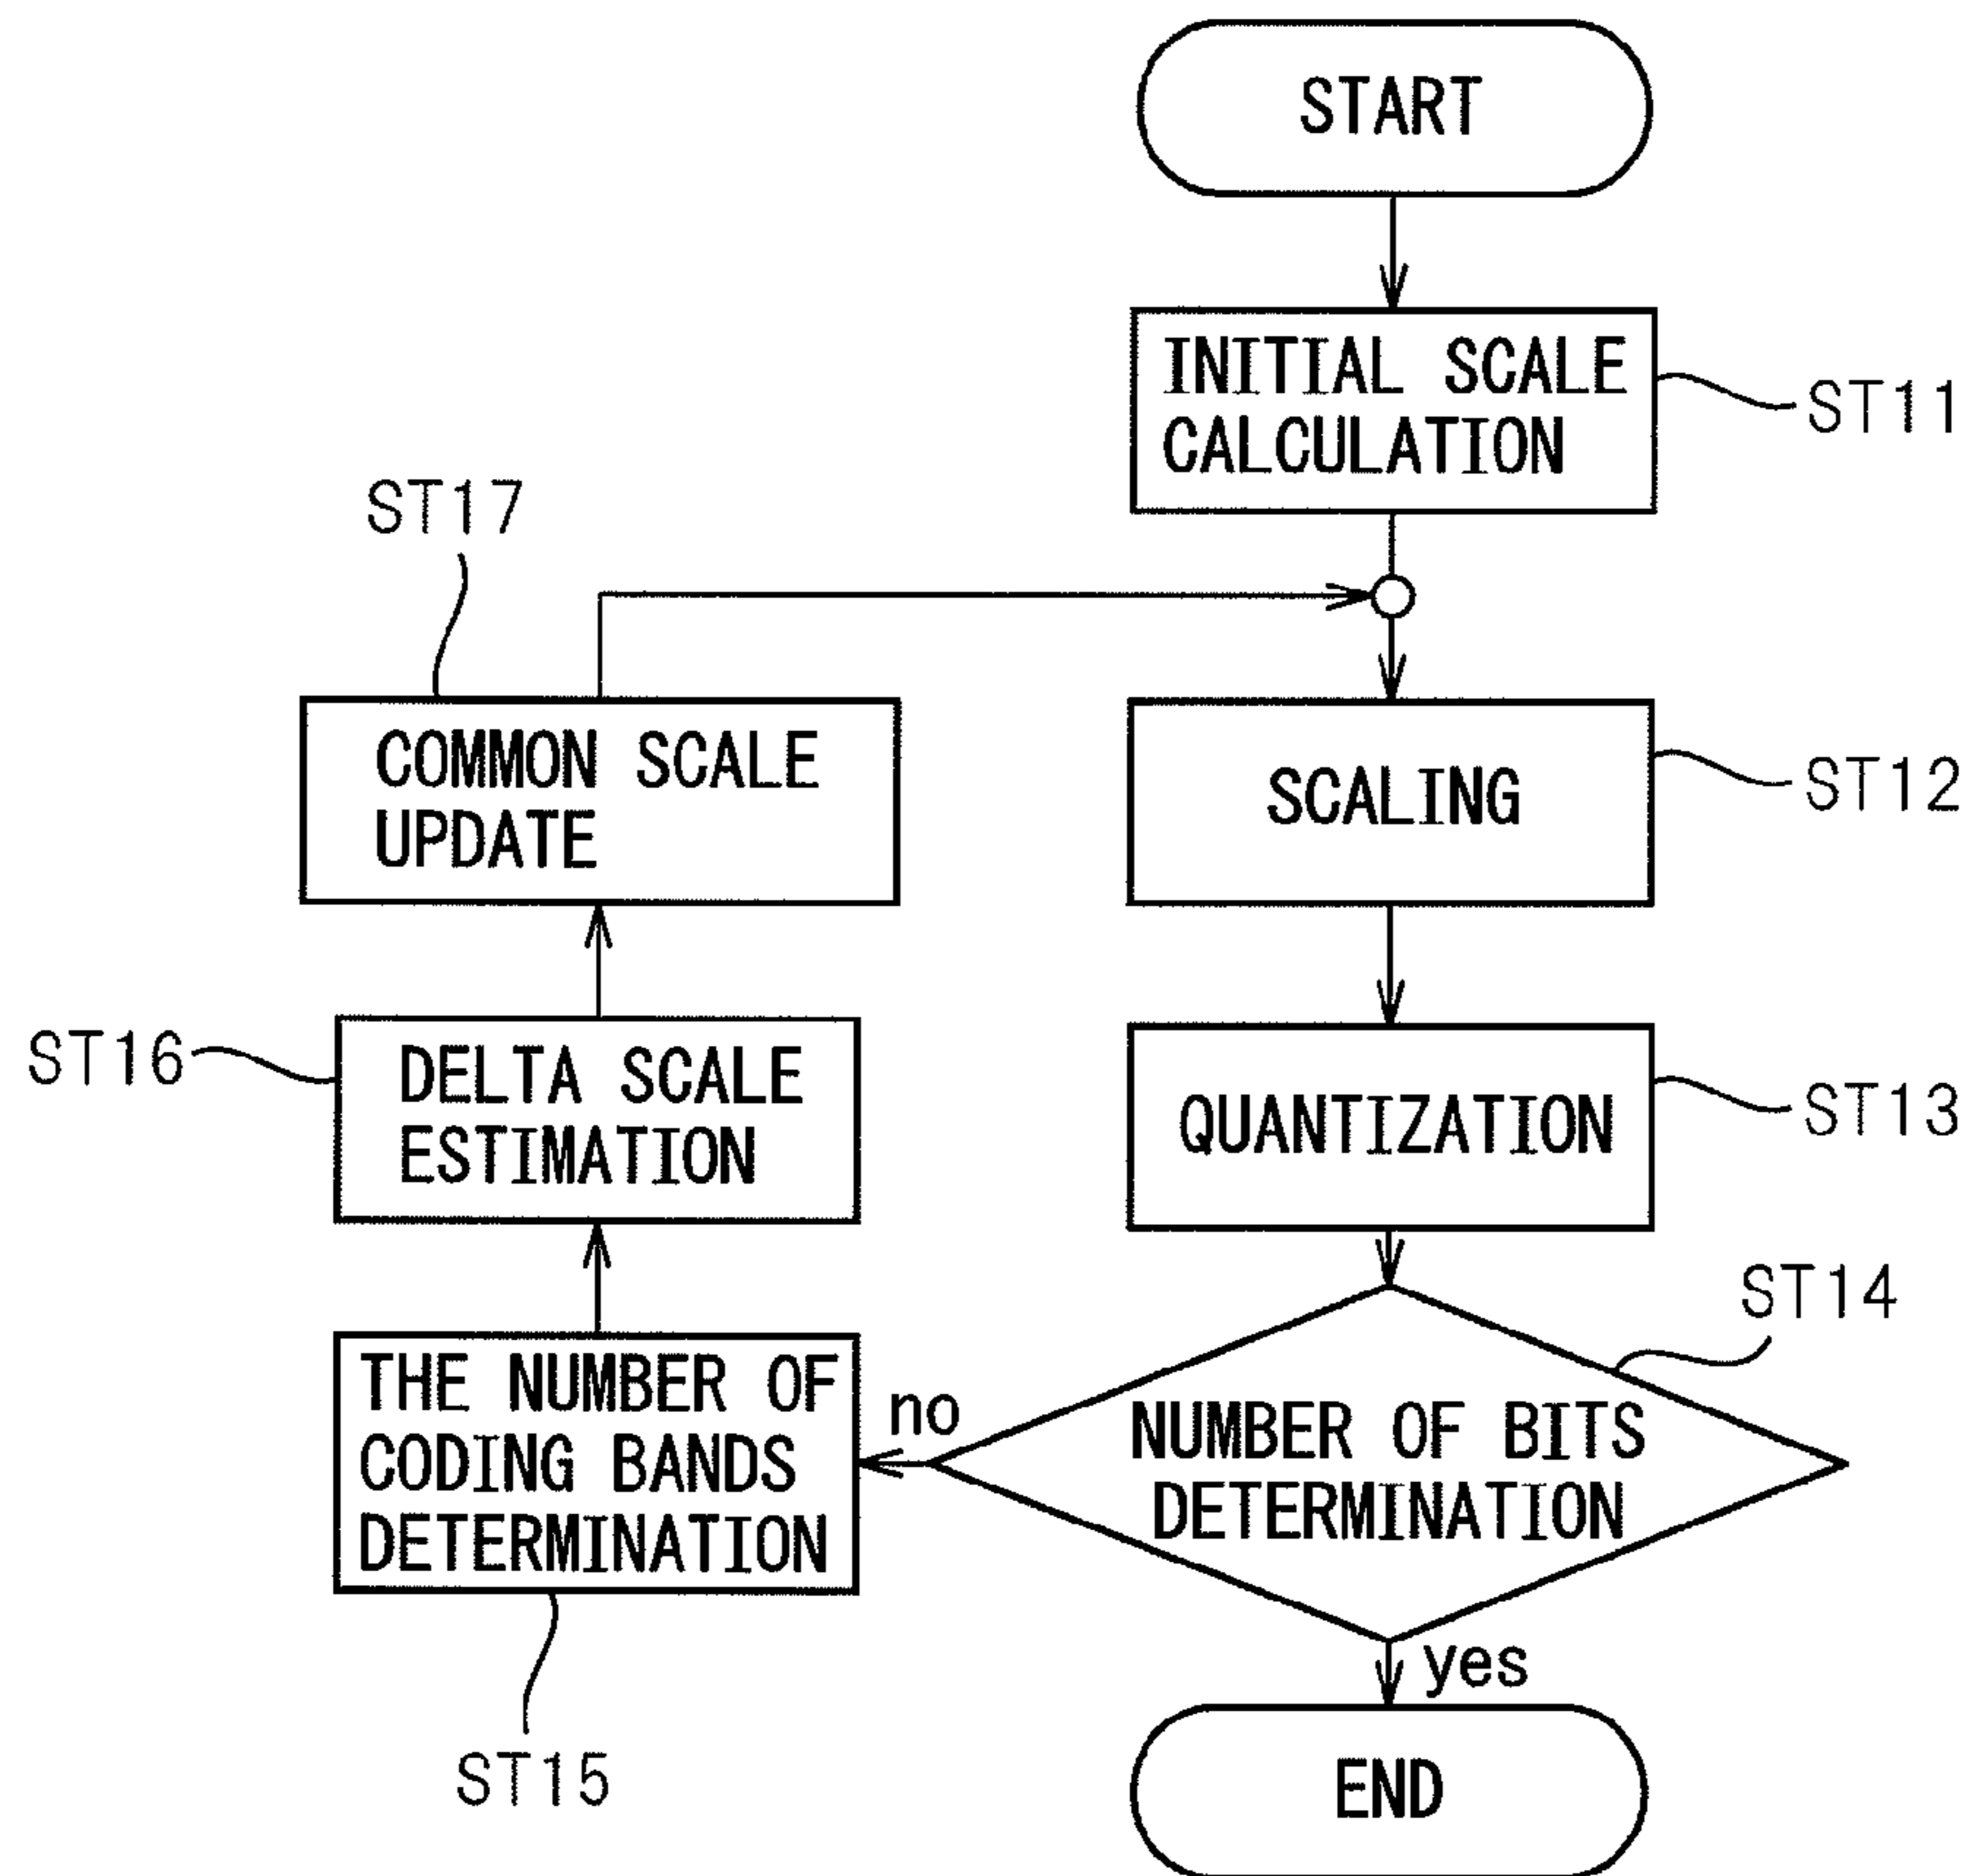 START
INITIAL SCALE
CALCULATION
ST11
ST17
COMMON SCALE
UPDATE
SCALING
ST12
ST16
DELTA SCALE
ESTIMATION
QUANTIZATION
ST13
ST14
THE NUMBER OF
CODING BANDS
DETERMINATION
no
NUMBER OF BITS
DETERMINATION
yes
ST15
END